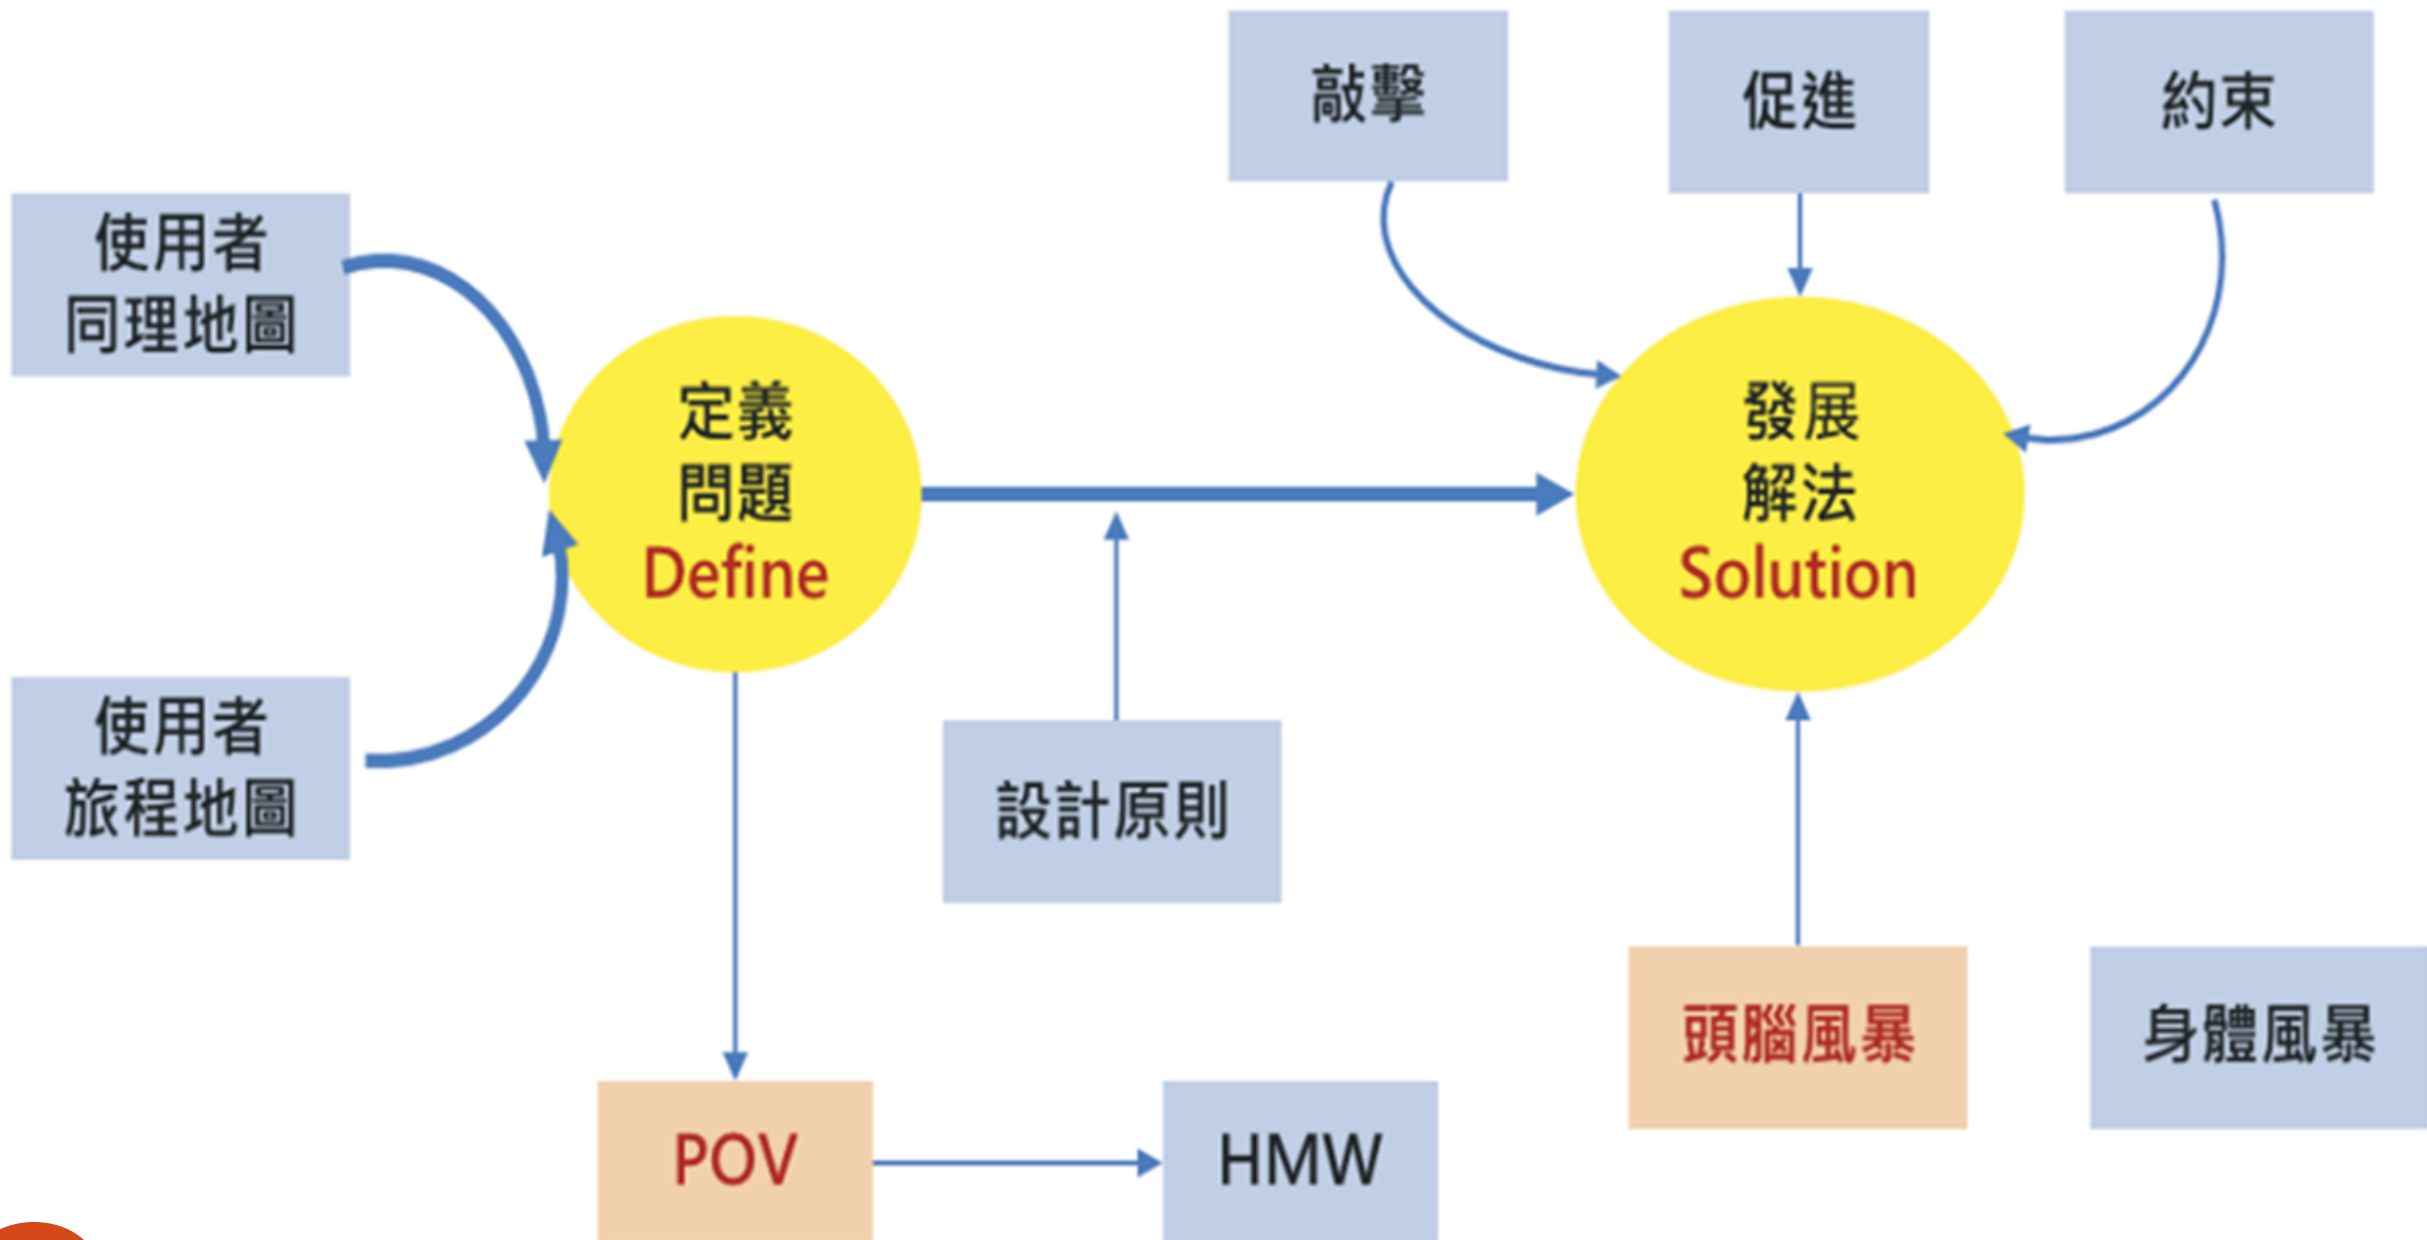 敲擊
促進
約束
使用者
同理地圖
定義
問題
Define
發展
解法
Solution
使用者
旅程地圖
設計原則
頭腦風暴
身體風暴
POV
HMW